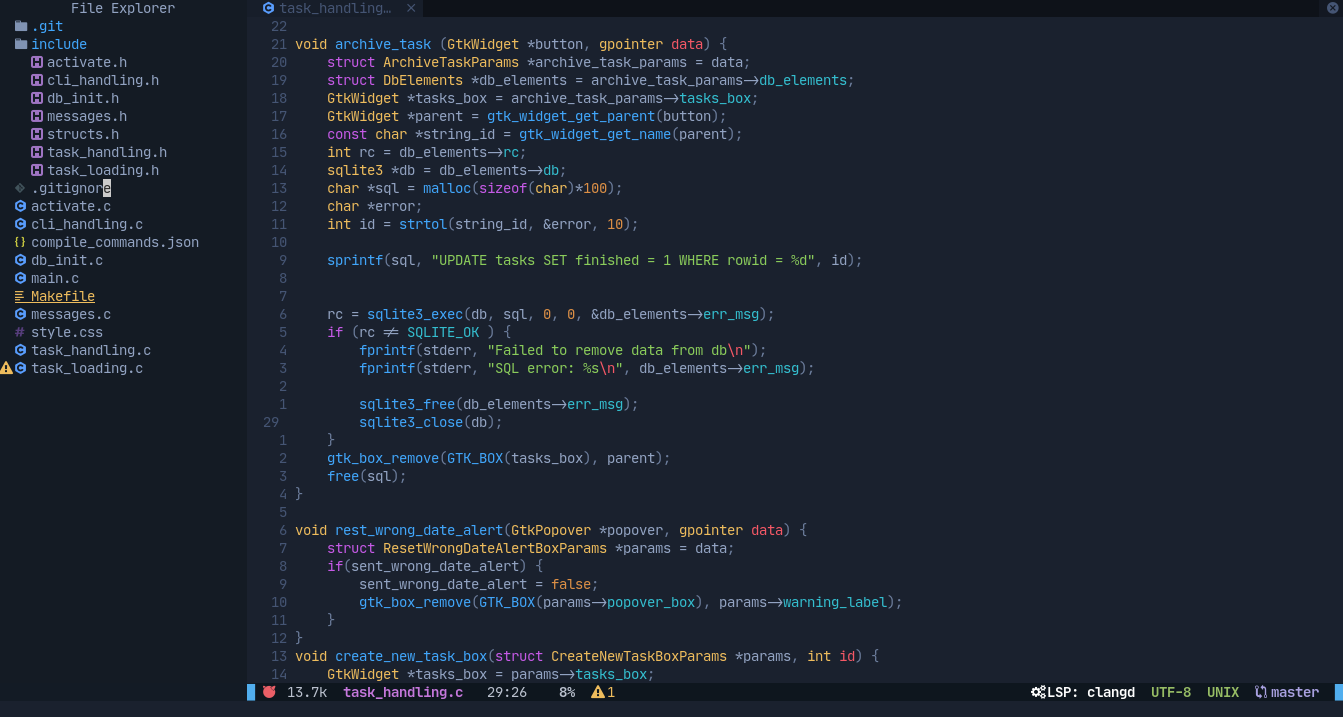 File Explorer
.git
include
activate.h
cli_handling.h
db_init.h
messages.h
structs.h
task_handling.h
task_loading.h
.gitignore
activate.c
cli_handling.c
{} compile_commands.json
db_init.c
main.c
Makefile
messages.c
# style.css
task_handling.c
task_loading.c
task_handling…
22
21 void archive_task (GtkWidget *button, gpointer data) {
20 struct ArchiveTaskParams *archive_task_params = data;
19 struct DbElements *db_elements = archive_task_params->db_elements;
18 GtkWidget *tasks_box = archive_task_params->tasks_box;
17 GtkWidget *parent = gtk_widget_get_parent(button);
16 const char *string_id = gtk_widget_get_name(parent);
15 int rc = db_elements->rc;
14 sqlite3 *db = db_elements->db;
13 char *sql = malloc(sizeof(char)*100);
12 char *error;
11 int id = strtol(string_id, &error, 10);
10
9 sprintf(sql, "UPDATE tasks SET finished = 1 WHERE rowid = %d", id);
8
7
6 rc = sqlite3_exec(db, sql, 0, 0, &db_elements->err_msg);
5 if (rc != SQLITE_OK ) {
4 fprintf(stderr, "Failed to remove data from db\n");
3 fprintf(stderr, "SQL error: %s\n", db_elements->err_msg);
2
1 sqlite3_free(db_elements->err_msg);
29 sqlite3_close(db);
1 }
2 gtk_box_remove(GTK_BOX(tasks_box), parent);
3 free(sql);
4 }
5
6 void rest_wrong_date_alert(GtkPopover *popover, gpointer data) {
7 struct ResetWrongDateAlertBoxParams *params = data;
8 if(sent_wrong_date_alert) {
9 sent_wrong_date_alert = false;
10 gtk_box_remove(GTK_BOX(params->popover_box), params->warning_label);
11 }
12 }
13 void create_new_task_box(struct CreateNewTaskBoxParams *params, int id) {
14 GtkWidget *tasks_box = params->tasks_box;
13.7k task_handling.c 29:26 8% 1 LSP: clangd UTF-8 UNIX master